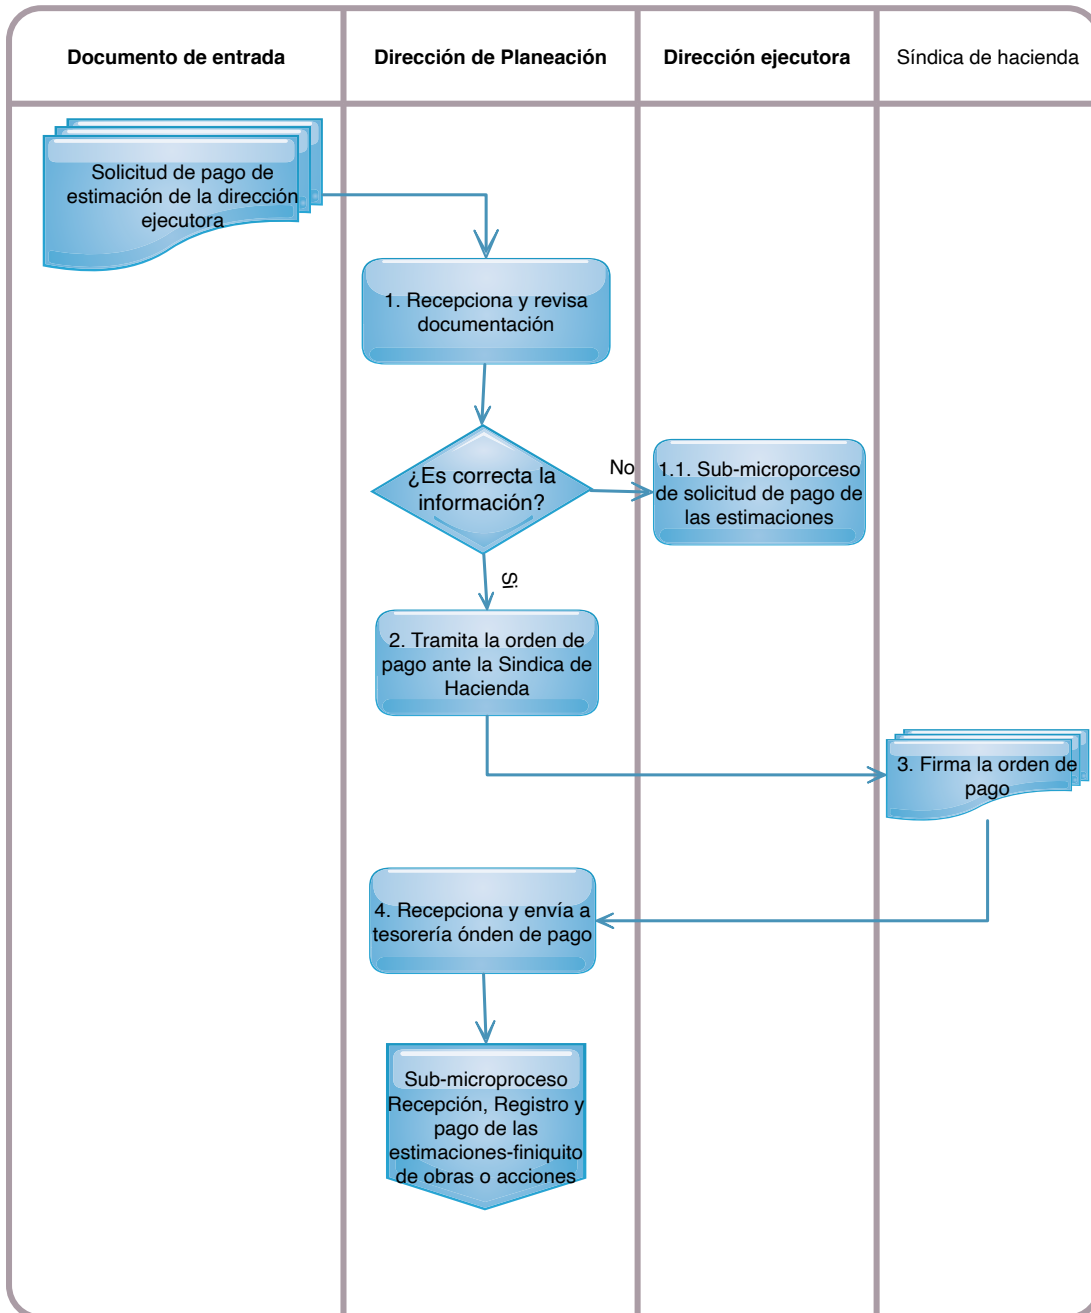 Documento de entrada
Dirección de Planeación
Dirección ejecutora
Síndica de hacienda
Solicitud de pago de
estimación de la dirección
ejecutora
1. Recepciona y revisa
documentación
¿Es correcta la
información?
No
1.1. Sub-microporceso
de solicitud de pago de
las estimaciones
Si
2. Tramita la orden de
pago ante la Sindica de
Hacienda
3. Firma la orden de
pago
4. Recepciona y envía a
tesorería ónden de pago
Sub-microproceso
Recepción, Registro y
pago de las
estimaciones-finiquito
de obras o acciones